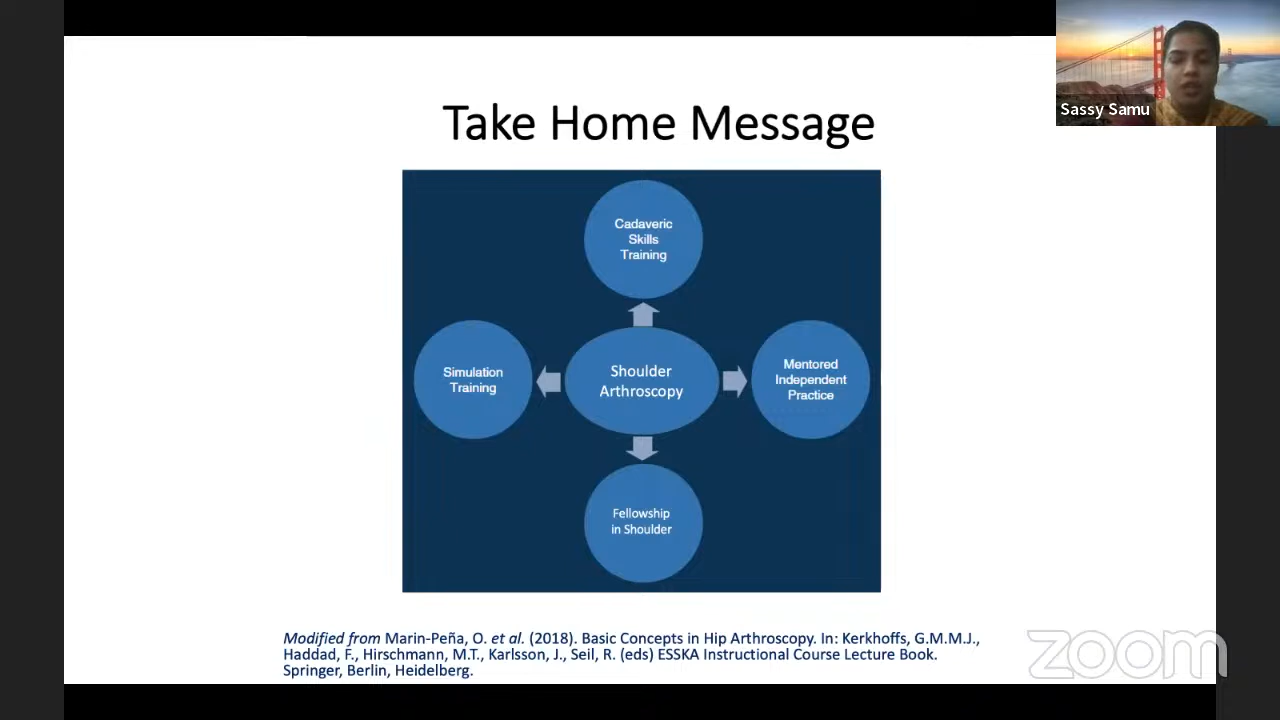 Take Home Message
Sassy Samu
Cadaveric
Skills
Training
Simulation
Training
Shoulder
Arthroscopy
Mentored
Independent
Practice
Fellowship
in Shoulder
Modified from Marin-Peña, O. et al. (2018). Basic Concepts in Hip Arthroscopy. In: Kerkhoffs, G.M.M.J.,
Haddad, F., Hirschmann, M.T., Karlsson, J., Seil, R. (eds) ESSKA Instructional Course Lecture Book.
Springer, Berlin, Heidelberg.
zoom